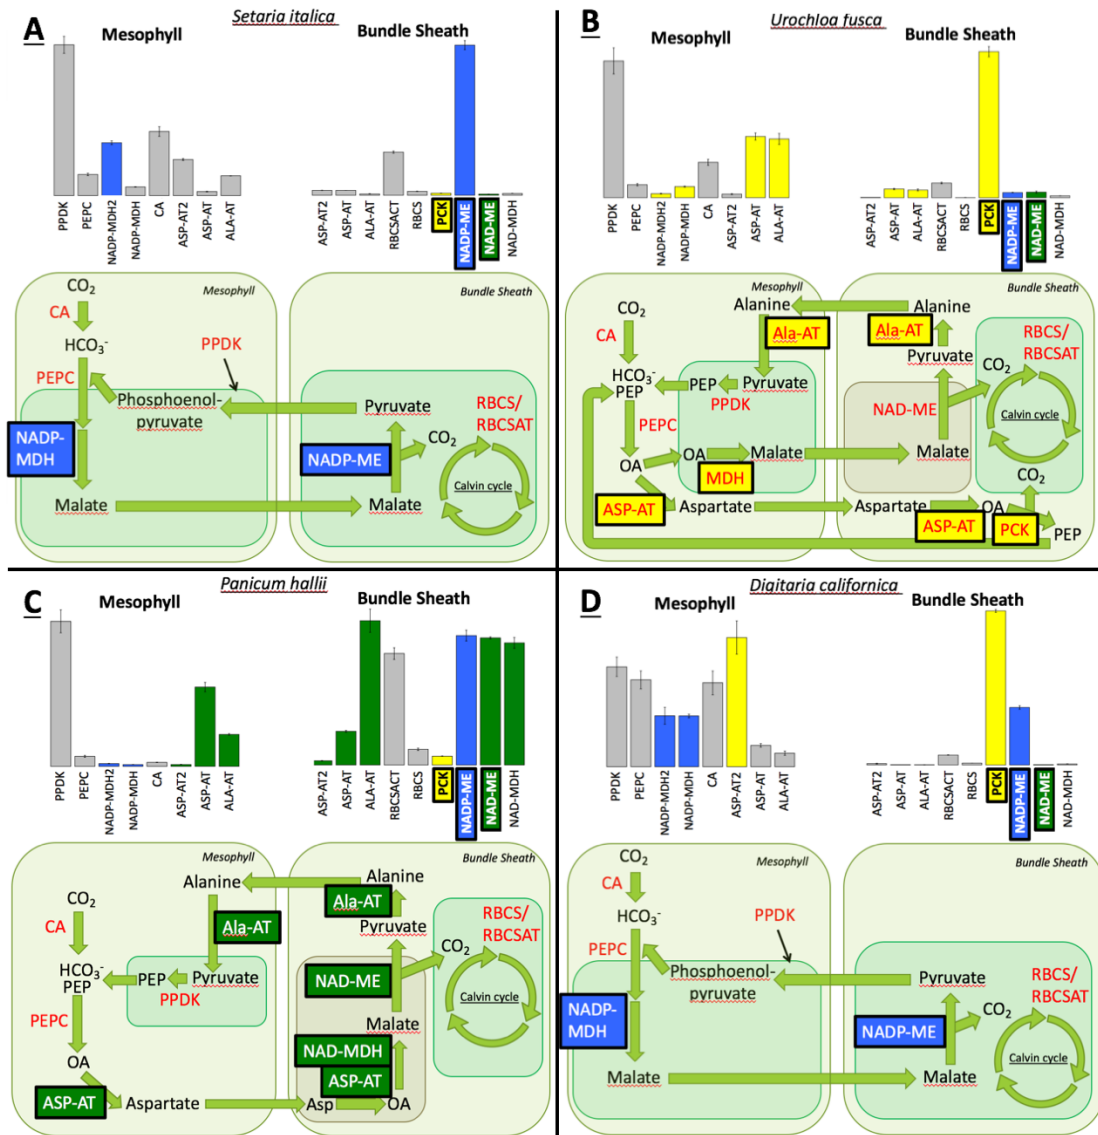 A
Setaria italica
Mesophyll
Bundle Sheath
PPDK
PEPC
NADP-MDH2
NADP-MDH
CA
ASP-AT2
ASP-AT
ALA-AT
ASP-AT2
ASP-AT
ALA-AT
RBCSACT
RBCS
PCK
NADP-ME
NAD-ME
NAD-MDH
Mesophyll
Bundle Sheath
CO2
CA
HCO3-
PEPC
PPDK
Phosphoenol-
pyruvate
NADP-
MDH
Malate
Pyruvate
NADP-ME
CO2
RBCS/
RBCSAT
Calvin cycle
Malate
B
Urochloa fusca
Mesophyll
Bundle Sheath
PPDK
PEPC
NADP-MDH2
NADP-MDH
CA
ASP-AT2
ASP-AT
ALA-AT
ASP-AT2
ASP-AT
ALA-AT
RBCSACT
RBCS
PCK
NADP-ME
NAD-ME
NAD-MDH
Mesophyll
Bundle Sheath
CO2
CA
HCO3-
PEP
PEPC
OA
Alanine
Ala-AT
PEP
Pyruvate
PPDK
OA
Malate
MDH
ASP-AT
Aspartate
Alanine
Ala-AT
Pyruvate
NAD-ME
Malate
CO2
RBCS/
RBCSAT
Calvin cycle
CO2
Aspartate
ASP-AT
OA
PCK
PEP
C
Panicum hallii
Mesophyll
Bundle Sheath
PPDK
PEPC
NADP-MDH2
NADP-MDH
CA
ASP-AT2
ASP-AT
ALA-AT
ASP-AT2
ASP-AT
ALA-AT
RBCSACT
RBCS
PCK
NADP-ME
NAD-ME
NAD-MDH
Mesophyll
Bundle Sheath
CO2
CA
HCO3-
PEP
PEPC
OA
ASP-AT
Aspartate
Alanine
Ala-AT
PEP
Pyruvate
PPDK
Alanine
Ala-AT
Pyruvate
NAD-ME
Malate
NAD-MDH
ASP-AT
Asp
OA
CO2
RBCS/
RBCSAT
Calvin cycle
D
Digitaria californica
Mesophyll
Bundle Sheath
PPDK
PEPC
NADP-MDH2
NADP-MDH
CA
ASP-AT2
ASP-AT
ALA-AT
ASP-AT2
ASP-AT
ALA-AT
RBCSACT
RBCS
PCK
NADP-ME
NAD-ME
NAD-MDH
Mesophyll
Bundle Sheath
CO2
CA
HCO3-
PEPC
PPDK
Phosphoenol-
pyruvate
NADP-
MDH
Malate
Pyruvate
NADP-ME
CO2
RBCS/
RBCSAT
Calvin cycle
Malate